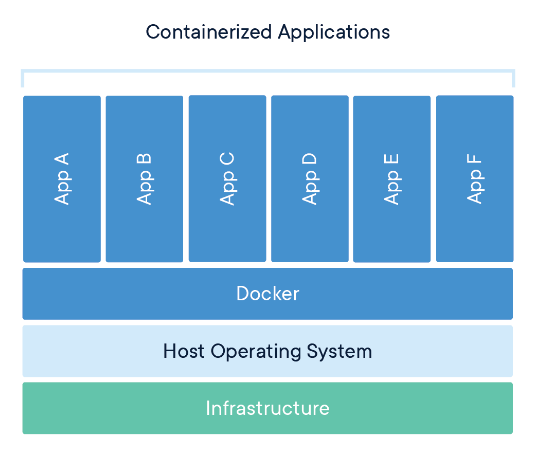 Containerized Applications
App A
App B
App C
App D
App E
App F
Docker
Host Operating System
Infrastructure